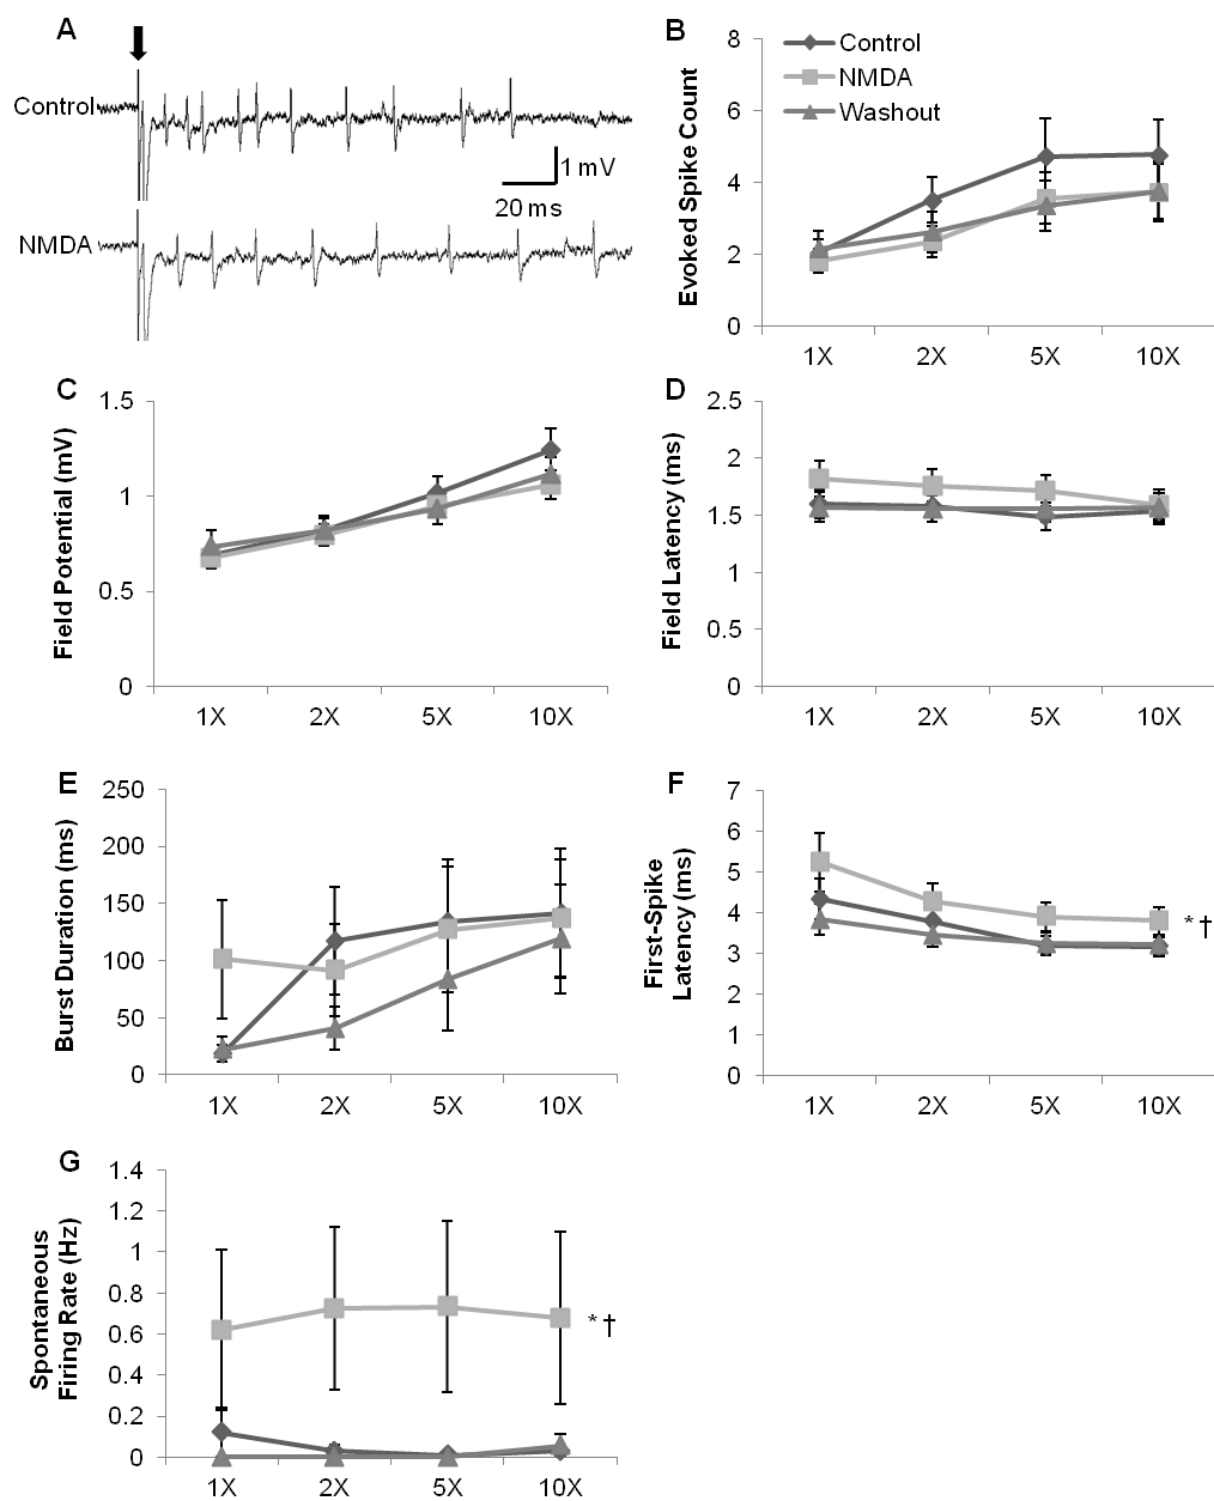 A
Control
1 mV
20 ms
NMDA
B
Evoked Spike Count
8
6
4
2
0
Control
NMDA
Washout
1X 2X 5X 10X
C
Field Potential (mV)
1.5
1
0.5
0
1X 2X 5X 10X
D
Field Latency (ms)
2.5
2
1.5
1
0.5
0
1X 2X 5X 10X
E
Burst Duration (ms)
250
200
150
100
50
0
1X 2X 5X 10X
F
First-Spike
Latency (ms)
7
6
5
4
3
2
1
0
* †
1X 2X 5X 10X
G
Spontaneous
Firing Rate (Hz)
1.4
1.2
1
0.8
0.6
0.4
0.2
0
* †
1X 2X 5X 10X